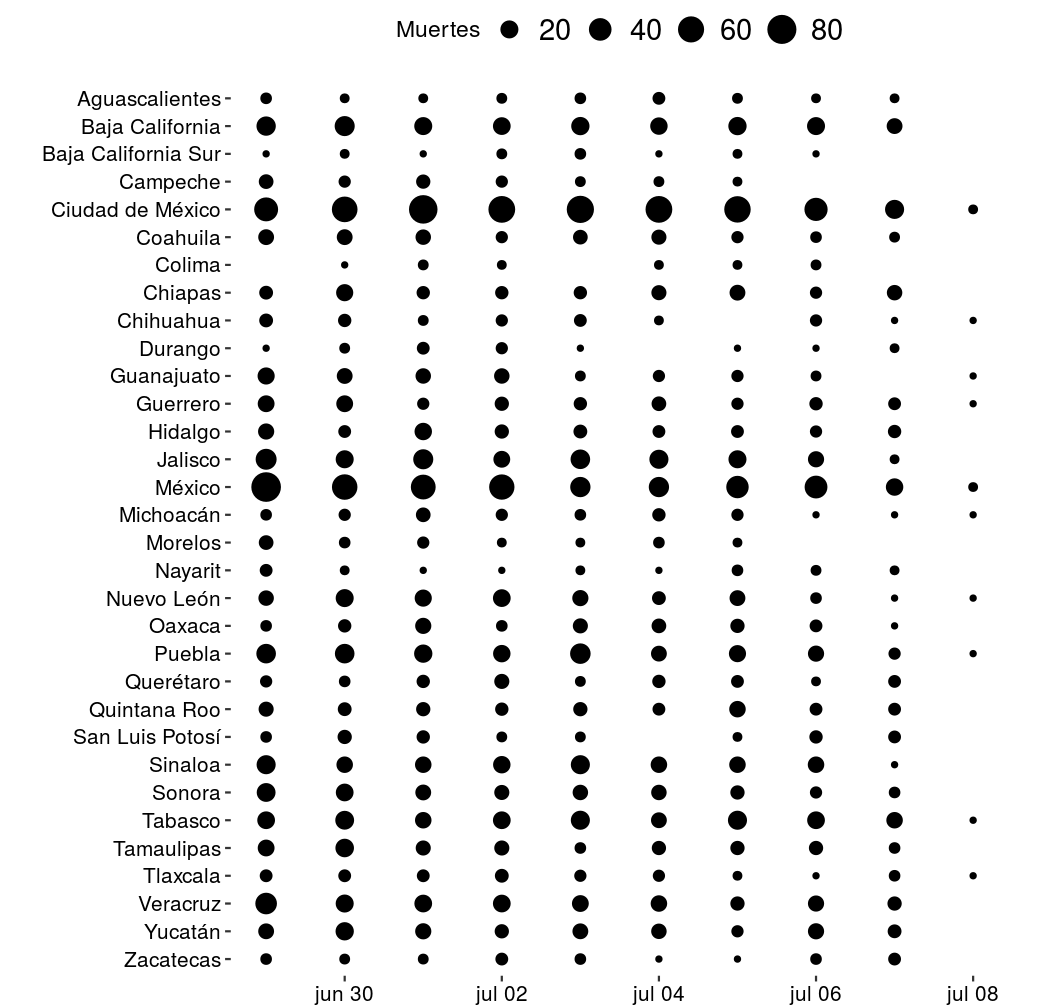 Muertes 20 40 60 80
Aguascalientes
Baja California
Baja California Sur
Campeche
Ciudad de México
Coahuila
Colima
Chiapas
Chihuahua
Durango
Guanajuato
Guerrero
Hidalgo
Jalisco
México
Michoacán
Morelos
Nayarit
Nuevo León
Oaxaca
Puebla
Querétaro
Quintana Roo
San Luis Potosí
Sinaloa
Sonora
Tabasco
Tamaulipas
Tlaxcala
Veracruz
Yucatán
Zacatecas
jun 30 jul 02 jul 04 jul 06 jul 08